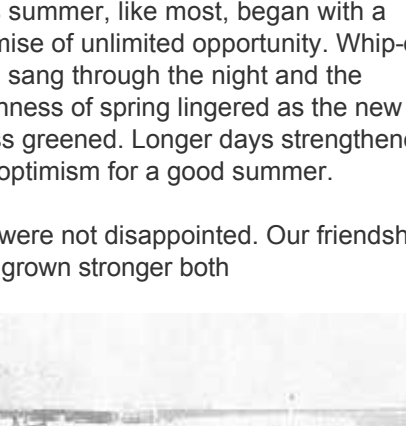 s summer, like most, began with a
mise of unlimited opportunity. Whip-
sang through the night and the
nness of spring lingered as the new
ss greened. Longer days strengthene
optimism for a good summer.
were not disappointed. Our friendsh
grown stronger both